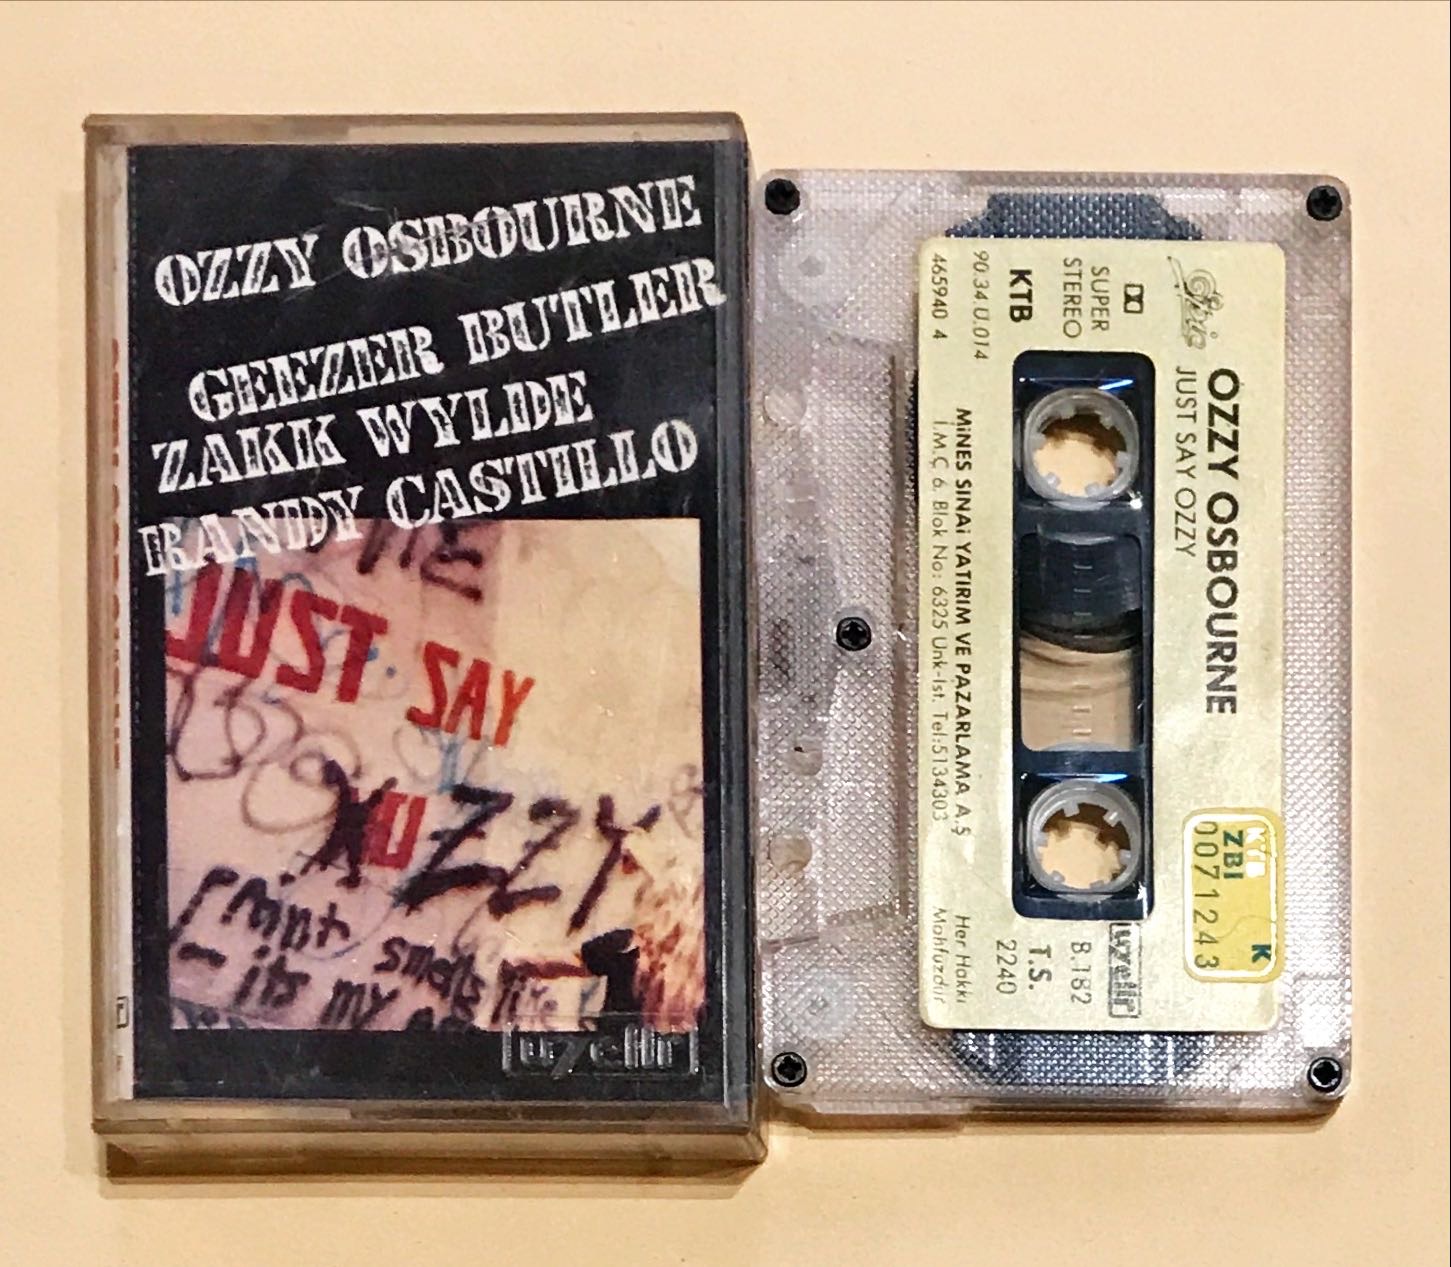 OZZY OSBOURNE
GEEZER BUTLER
ZAKK WYLDE
RANDY CASTILLO
JUST SAY
OZZY
Paint smells like
- its my
uzelli
Epic
OZZY OSBOURNE
JUST SAY OZZY
SUPER
STEREO
KTB
90.34.U.014
465940 4
MİNES SINAİ YATIRIM VE PAZARLAMA A.Ş
İ.M.Ç 6. Blok No: 6325 Unk-İst. Tel:5134303
Her Hakkı
Mahfuzdur
uzelli
B.182
T.S.
2240
KTB
ZBI K
0071243